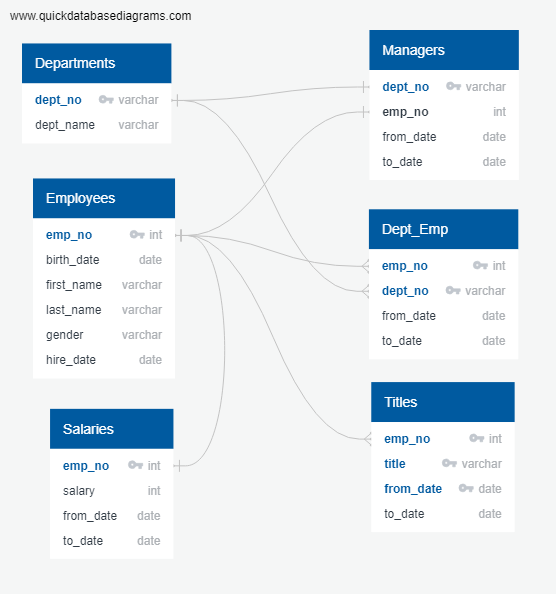 www.quickdatabasediagrams.com
Departments
dept_no varchar
dept_name varchar
Employees
emp_no int
birth_date date
first_name varchar
last_name varchar
gender varchar
hire_date date
Salaries
emp_no int
salary int
from_date date
to_date date
Managers
dept_no varchar
emp_no int
from_date date
to_date date
Dept_Emp
emp_no int
dept_no varchar
from_date date
to_date date
Titles
emp_no int
title varchar
from_date date
to_date date